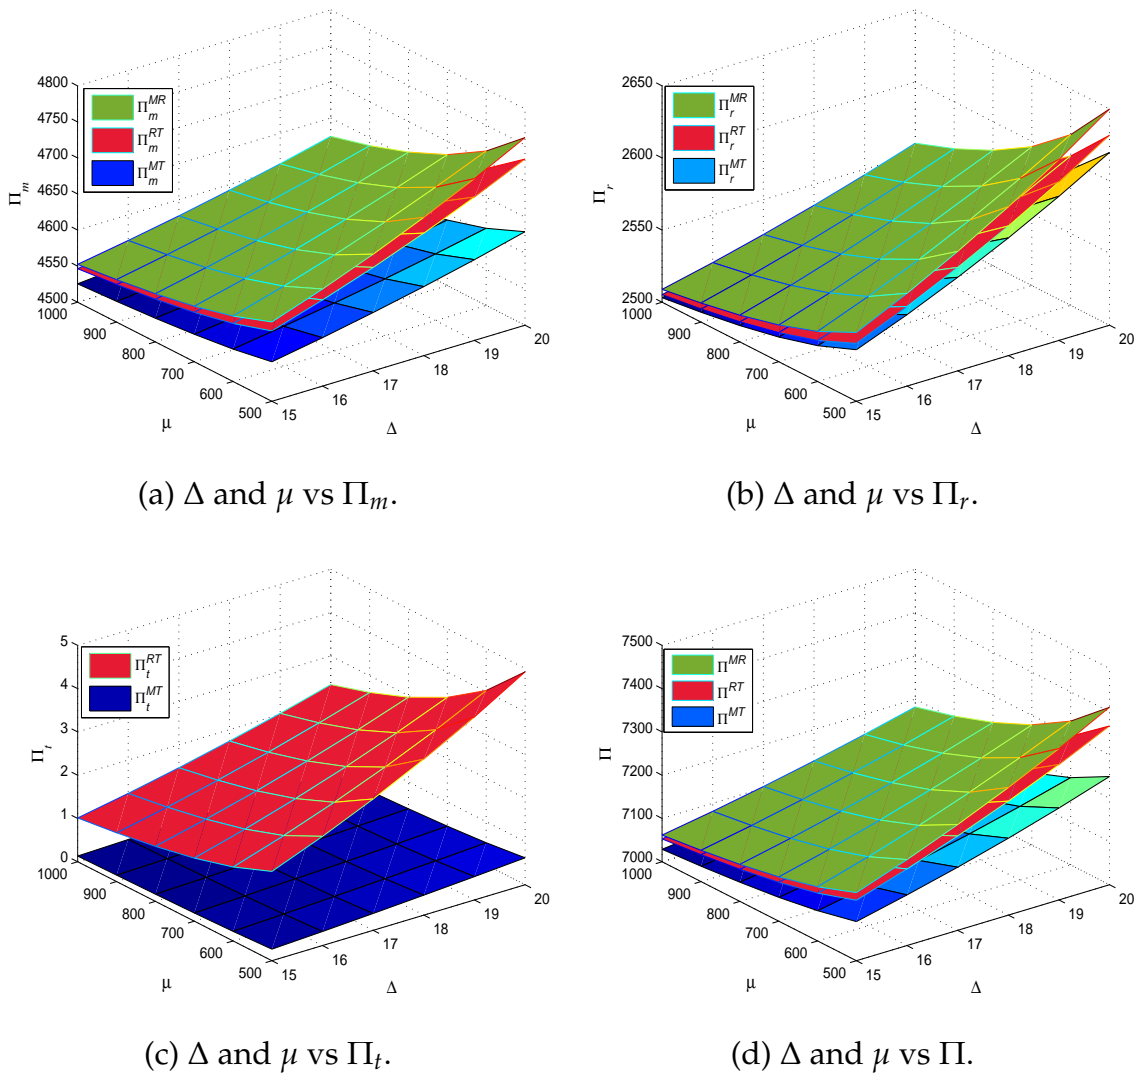 4800
4750
4700
4650
4600
4550
4500
Π_m
Π_m^{MR}
Π_m^{RT}
Π_m^{MT}
1000
900
800
700
600
500
μ
15
16
17
18
19
20
Δ
(a) Δ and μ vs Π_m.
2650
2600
2550
2500
Π_r
Π_r^{MR}
Π_r^{RT}
Π_r^{MT}
1000
900
800
700
600
500
μ
15
16
17
18
19
20
Δ
(b) Δ and μ vs Π_r.
5
4
3
2
1
0
Π_t
Π_t^{RT}
Π_t^{MT}
1000
900
800
700
600
500
μ
15
16
17
18
19
20
Δ
(c) Δ and μ vs Π_t.
7500
7400
7300
7200
7100
7000
Π
Π^{MR}
Π^{RT}
Π^{MT}
1000
900
800
700
600
500
μ
15
16
17
18
19
20
Δ
(d) Δ and μ vs Π.